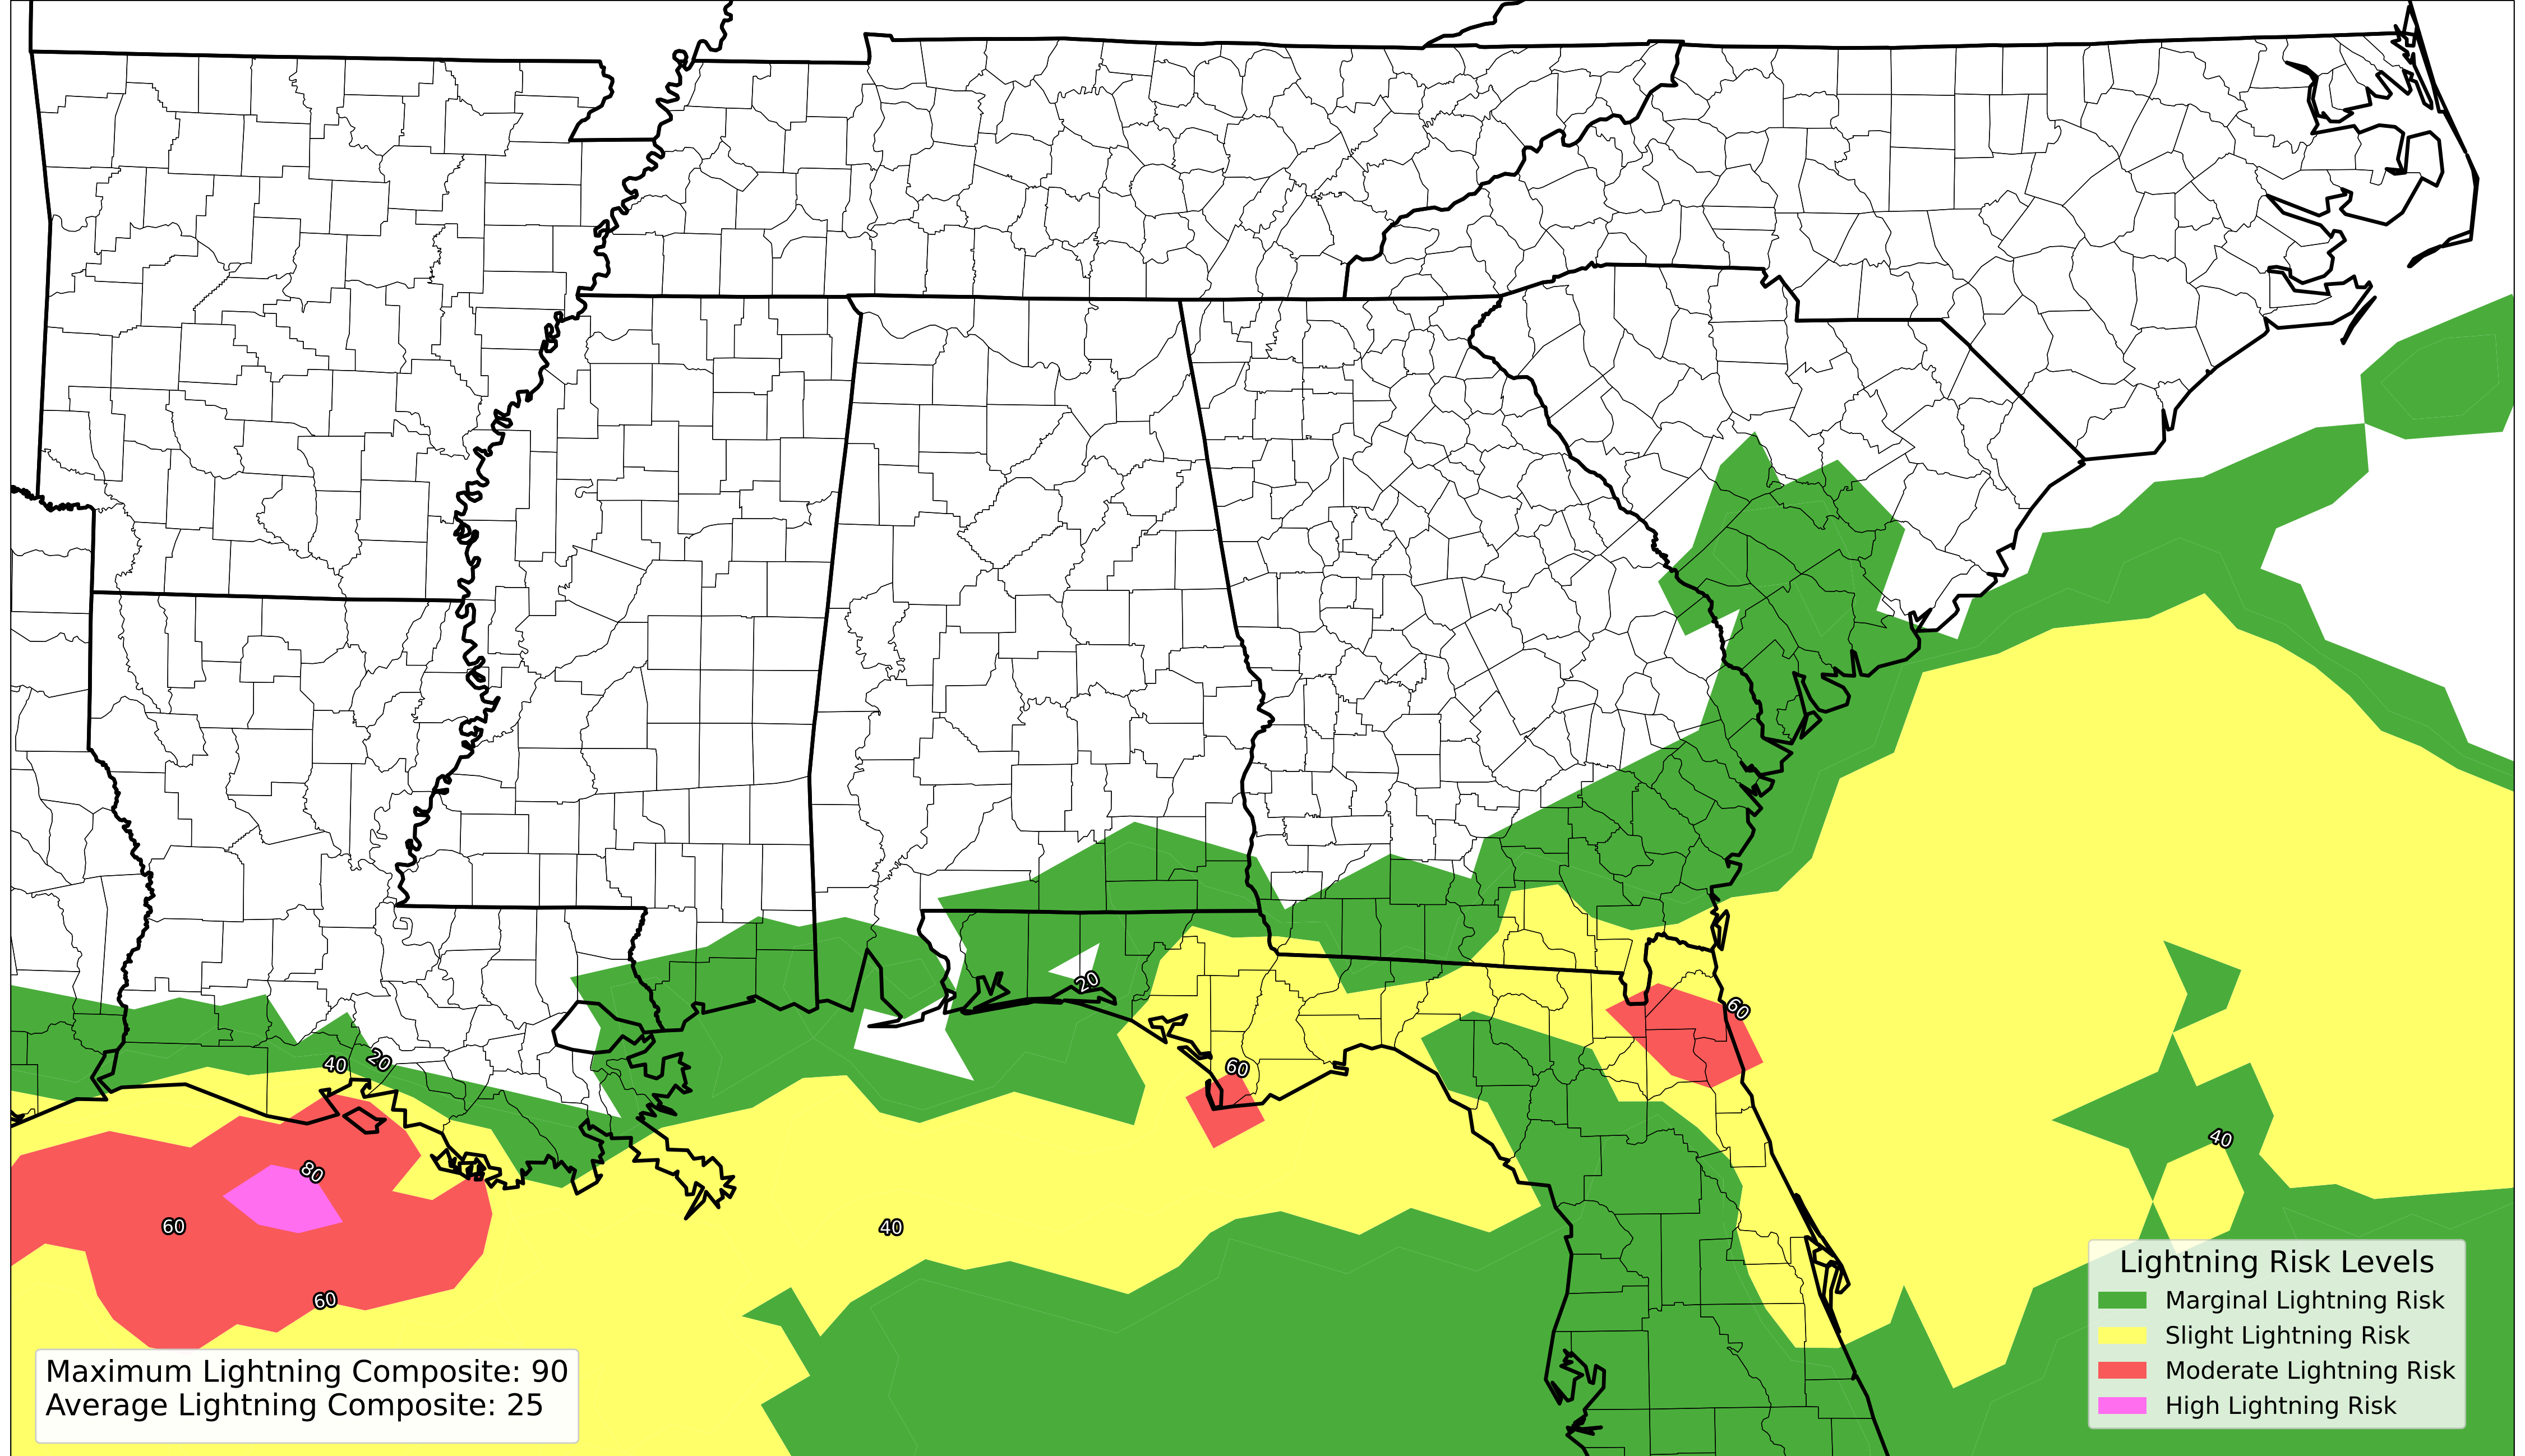 20
60
40
20
60
40
80
60
40
60
Lightning Risk Levels
Marginal Lightning Risk
Slight Lightning Risk
Moderate Lightning Risk
High Lightning Risk
Maximum Lightning Composite: 90
Average Lightning Composite: 25